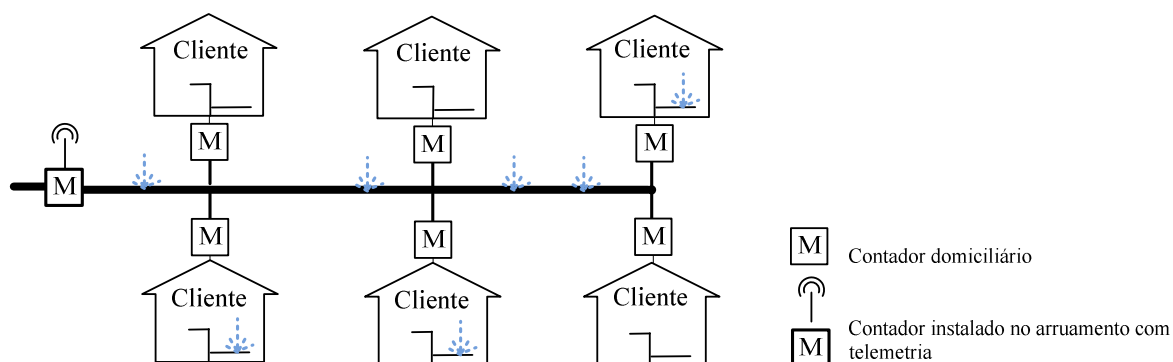 Cliente
Cliente
Cliente
M
M
M
M
M
M
M
Cliente
Cliente
Cliente
M
Contador domiciliário
M
Contador instalado no arruamento com
telemetria